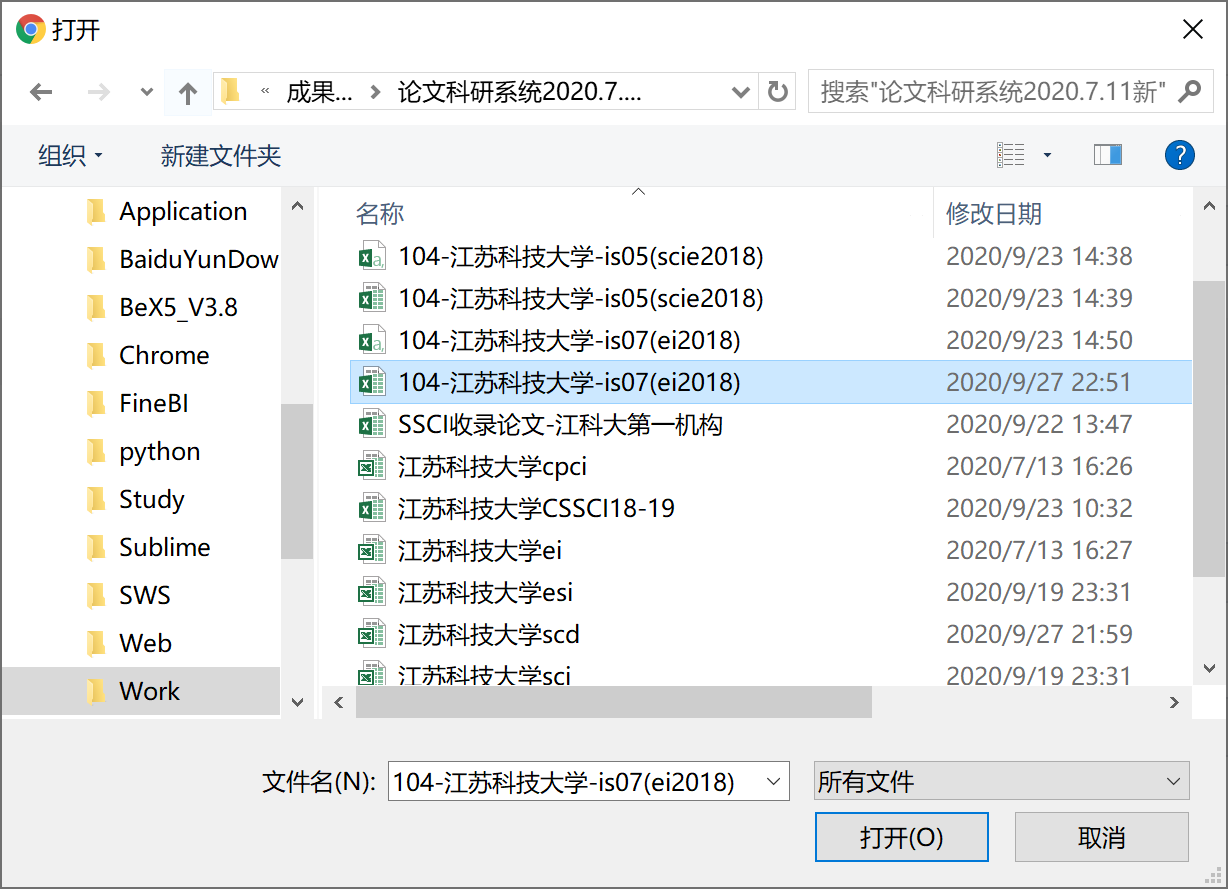 打开
« 成果... > 论文科研系统2020.7....
搜索"论文科研系统2020.7.11新"
组织 新建文件夹
?
Application
BaiduYunDow
BeX5_V3.8
Chrome
FineBI
python
Study
Sublime
SWS
Web
Work
名称 修改日期
104-江苏科技大学-is05(scie2018) 2020/9/23 14:38
104-江苏科技大学-is05(scie2018) 2020/9/23 14:39
104-江苏科技大学-is07(ei2018) 2020/9/23 14:50
104-江苏科技大学-is07(ei2018) 2020/9/27 22:51
SSCI收录论文-江科大第一机构 2020/9/22 13:47
江苏科技大学cpci 2020/7/13 16:26
江苏科技大学CSSCI18-19 2020/9/23 10:32
江苏科技大学ei 2020/7/13 16:27
江苏科技大学esi 2020/9/19 23:31
江苏科技大学scd 2020/9/27 21:59
江苏科技大学sci 2020/9/19 23:31
文件名(N): 104-江苏科技大学-is07(ei2018) 所有文件
打开(O) 取消